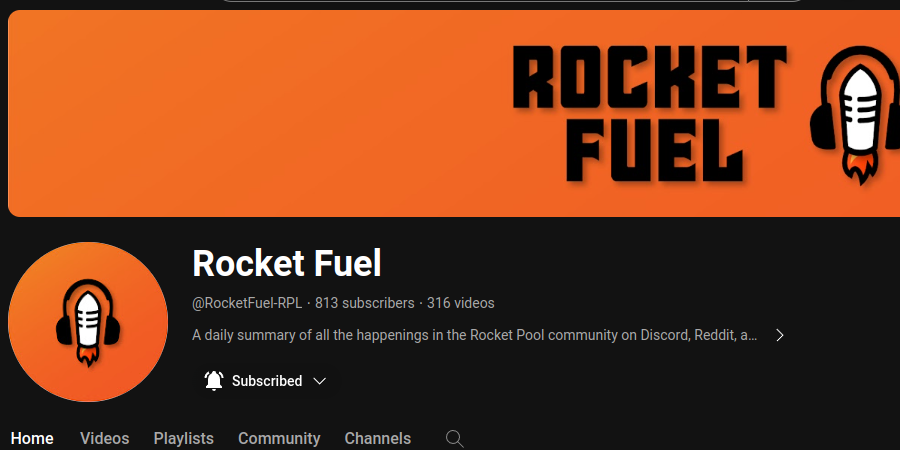 ROCKET
FUEL
Rocket Fuel
@RocketFuel-RPL · 813 subscribers · 316 videos
A daily summary of all the happenings in the Rocket Pool community on Discord, Reddit, a...
Subscribed
Home Videos Playlists Community Channels